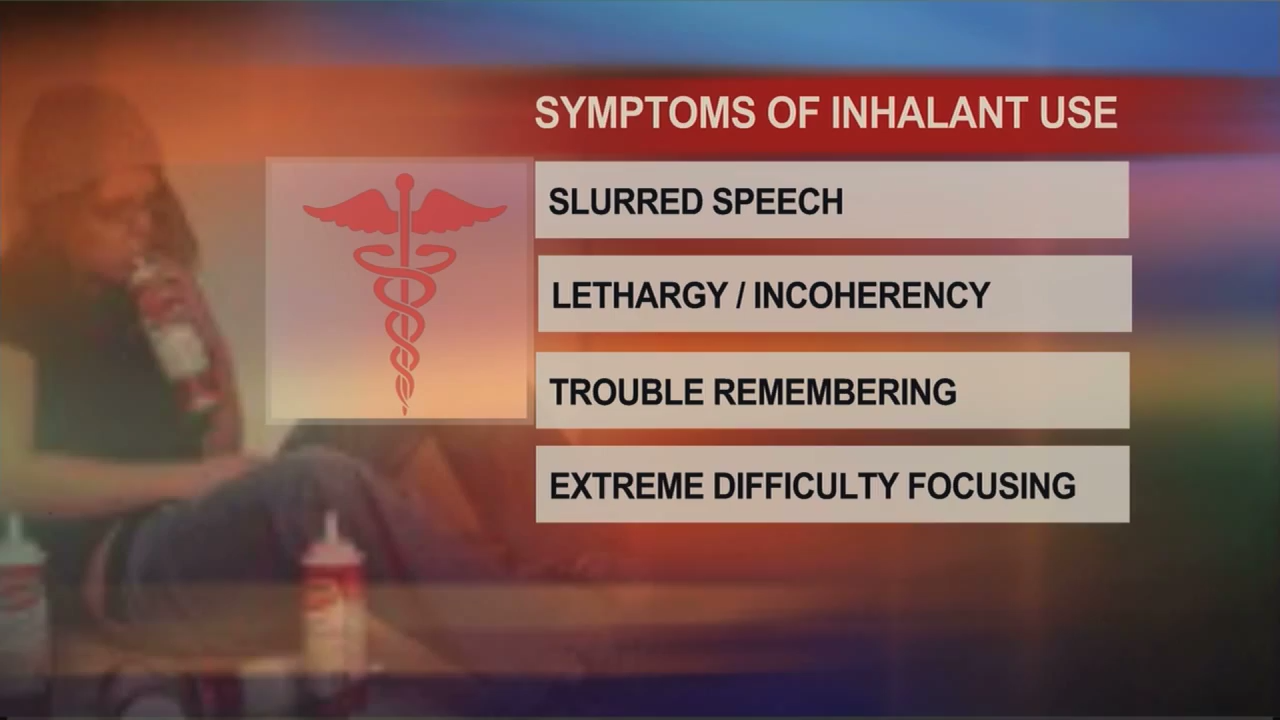 SYMPTOMS OF INHALANT USE
SLURRED SPEECH
LETHARGY / INCOHERENCY
TROUBLE REMEMBERING
EXTREME DIFFICULTY FOCUSING